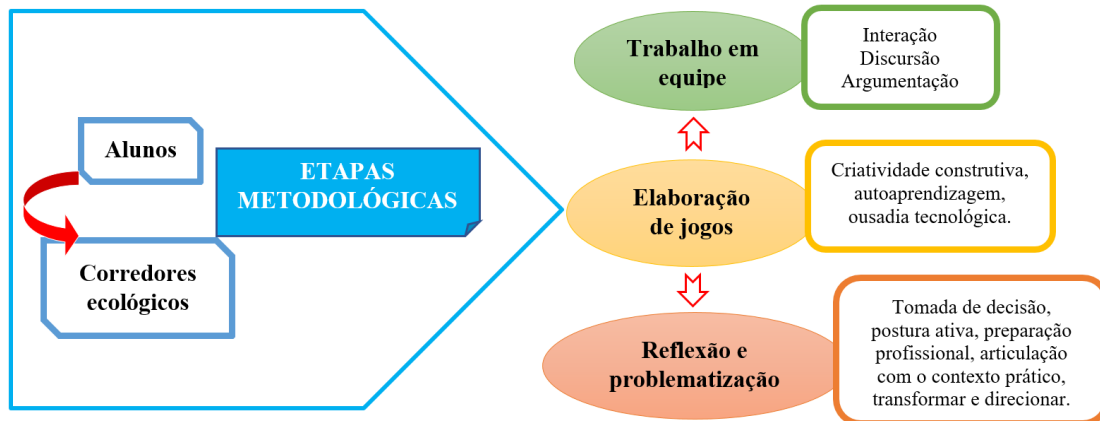 Alunos
Corredores
ecológicos
ETAPAS
METODOLÓGICAS
Trabalho em
equipe
Interação
Discursão
Argumentação
Elaboração
de jogos
Criatividade construtiva,
autoaprendizagem,
ousadia tecnológica.
Reflexão e
problematização
Tomada de decisão,
postura ativa, preparação
profissional, articulação
com o contexto prático,
transformar e direcionar.